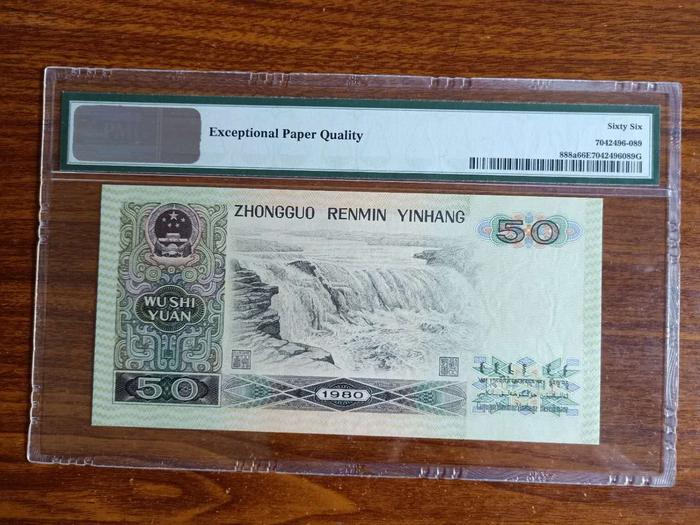 Exceptional Paper Quality
Sixty Six
7042496-089
888a66E7042496089G
ZHONGGUO RENMIN YINHANG
50
WU SHI
YUAN
50
1980